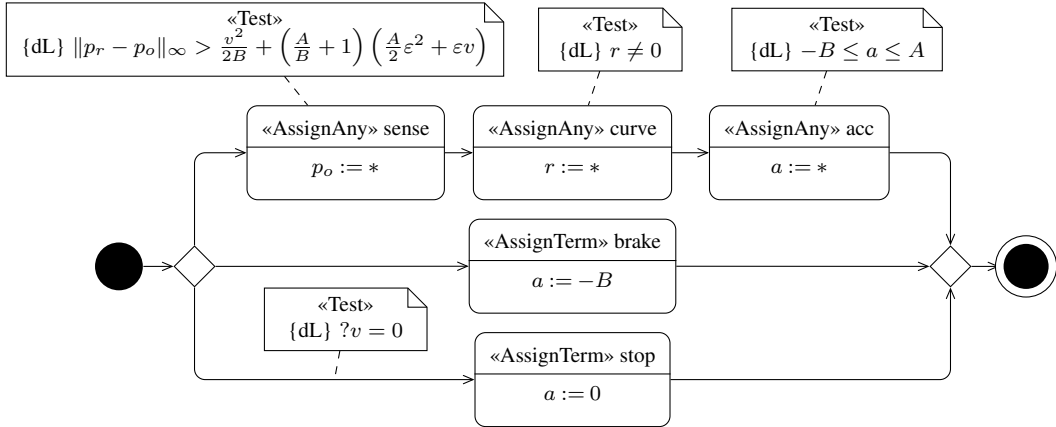 «Test»
{dL} ‖p_r − p_o‖_∞ > v²/2B + (A/B + 1) (A/2 ε² + εv)
«Test»
{dL} r ≠ 0
«Test»
{dL} −B ≤ a ≤ A
«AssignAny» sense
p_o := ∗
«AssignAny» curve
r := ∗
«AssignAny» acc
a := ∗
«AssignTerm» brake
a := −B
«Test»
{dL} ?v = 0
«AssignTerm» stop
a := 0